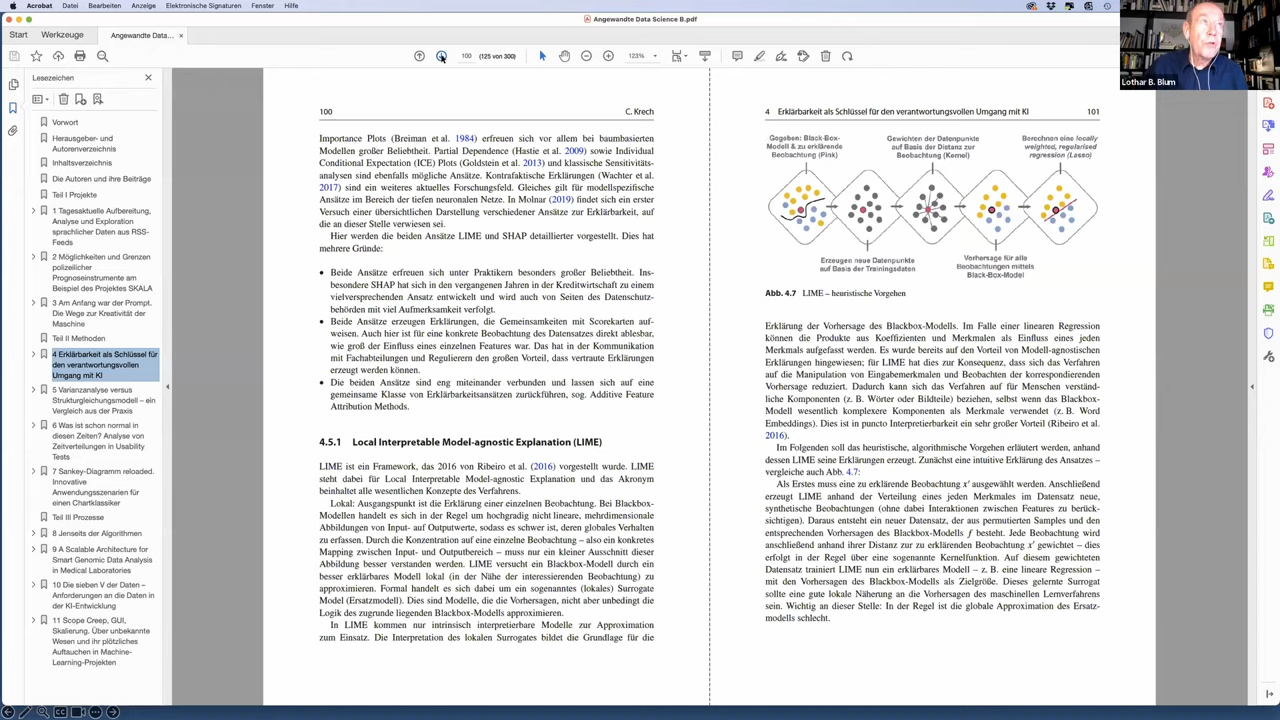 Acrobat Datei Bearbeiten Anzeige Elektronische Signaturen Fenster Hilfe
Angewandte Data Science B.pdf
Start Werkzeuge Angewandte Data... ×
100 (125 von 300) 123%
Lothar B. Blum
Lesezeichen
Vorwort
Herausgeber- und
Autorenverzeichnis
Inhaltsverzeichnis
Die Autoren und ihre Beiträge
Teil I Projekte
1 Tagesaktuelle Aufbereitung,
Analyse und Exploration
sprachlicher Daten aus RSS-
Feeds
2 Möglichkeiten und Grenzen
polizeilicher
Prognoseinstrumente am
Beispiel des Projektes SKALA
3 Am Anfang war der Prompt.
Die Wege zur Kreativität der
Maschine
Teil II Methoden
4 Erklärbarkeit als Schlüssel für
den verantwortungsvollen
Umgang mit KI
5 Varianzanalyse versus
Strukturgleichungsmodell – ein
Vergleich aus der Praxis
6 Was ist schon normal in
diesen Zeiten? Analyse von
Zeitverteilungen in Usability
Tests
7 Sankey-Diagramm reloaded.
Innovative
Anwendungsszenarien für
einen Chartklassiker
Teil III Prozesse
8 Jenseits der Algorithmen
9 A Scalable Architecture for
Smart Genomic Data Analysis
in Medical Laboratories
10 Die sieben V der Daten –
Anforderungen an die Daten in
der KI-Entwicklung
11 Scope Creep, GUI,
Skalierung. Über unbekannte
Wesen und ihr plötzliches
Auftauchen in Machine-
Learning-Projekten
100 C. Krech
Importance Plots (Breiman et al. 1984) erfreuen sich vor allem bei baumbasierten
Modellen großer Beliebtheit. Partial Dependence (Hastie et al. 2009) sowie Individual
Conditional Expectation (ICE) Plots (Goldstein et al. 2013) und klassische Sensitivitäts-
analysen sind ebenfalls mögliche Ansätze. Kontrafaktische Erklärungen (Wachter et al.
2017) sind ein weiteres aktuelles Forschungsfeld. Gleiches gilt für modellspezifische
Ansätze im Bereich der tiefen neuronalen Netze. In Molnar (2019) findet sich ein erster
Versuch einer übersichtlichen Darstellung verschiedener Ansätze zur Erklärbarkeit, auf
die an dieser Stelle verwiesen sei.
Hier werden die beiden Ansätze LIME und SHAP detaillierter vorgestellt. Dies hat
mehrere Gründe:
• Beide Ansätze erfreuen sich unter Praktikern besonders großer Beliebtheit. Ins-
besondere SHAP hat sich in den vergangenen Jahren in der Kreditwirtschaft zu einem
vielversprechenden Ansatz entwickelt und wird auch von Seiten des Datenschutz-
behörden mit viel Aufmerksamkeit verfolgt.
• Beide Ansätze erzeugen Erklärungen, die Gemeinsamkeiten mit Scorekarten auf-
weisen. Auch hier ist für eine konkrete Beobachtung des Datensatzes direkt ablesbar,
wie groß der Einfluss eines einzelnen Features war. Das hat in der Kommunikation
mit Fachabteilungen und Regulierern den großen Vorteil, dass vertraute Erklärungen
erzeugt werden können.
• Die beiden Ansätze sind eng miteinander verbunden und lassen sich auf eine
gemeinsame Klasse von Erklärbarkeitsansätzen zurückführen, sog. Additive Feature
Attribution Methods.
4.5.1 Local Interpretable Model-agnostic Explanation (LIME)
LIME ist ein Framework, das 2016 von Ribeiro et al. (2016) vorgestellt wurde. LIME
steht dabei für Local Interpretable Model-agnostic Explanation und das Akronym
beinhaltet alle wesentlichen Konzepte des Verfahrens.
Lokal: Ausgangspunkt ist die Erklärung einer einzelnen Beobachtung. Bei Blackbox-
Modellen handelt es sich in der Regel um hochgradig nicht lineare, mehrdimensionale
Abbildungen von Input- auf Outputwerte, sodass es schwer ist, deren globales Verhalten
zu erfassen. Durch die Konzentration auf eine einzelne Beobachtung – also ein konkretes
Mapping zwischen Input- und Outputbereich – muss nur ein kleiner Ausschnitt dieser
Abbildung besser verstanden werden. LIME versucht ein Blackbox-Modell durch ein
besser erklärbares Modell lokal (in der Nähe der interessierenden Beobachtung) zu
approximieren. Formal handelt es sich dabei um ein sogenanntes (lokales) Surrogate
Model (Ersatzmodell). Dies sind Modelle, die die Vorhersagen, nicht aber unbedingt die
Logik des zugrunde liegenden Blackbox-Modells approximieren.
In LIME kommen nur intrinsisch interpretierbare Modelle zur Approximation
zum Einsatz. Die Interpretation des lokalen Surrogates bildet die Grundlage für die
4 Erklärbarkeit als Schlüssel für den verantwortungsvollen Umgang mit KI 101
Gegeben: Black-Box-
Modell & zu erklärende
Beobachtung (Pink)
Gewichten der Datenpunkte
auf Basis der Distanz zur
Beobachtung (Kernel)
Berechnen eine locally
weighted, regularised
regression (Lasso)
Erzeugen neue Datenpunkte
auf Basis der Trainingsdaten
Vorhersage für alle
Beobachtungen mittels
Black-Box-Model
Abb. 4.7 LIME – heuristische Vorgehen
Erklärung der Vorhersage des Blackbox-Modells. Im Falle einer linearen Regression
können die Produkte aus Koeffizienten und Merkmalen als Einfluss eines jeden
Merkmals aufgefasst werden. Es wurde bereits auf den Vorteil von Modell-agnostischen
Erklärungen hingewiesen; für LIME hat dies zur Konsequenz, dass sich das Verfahren
auf die Manipulation von Eingabemerkmalen und Beobachten der korrespondierenden
Vorhersage reduziert. Dadurch kann sich das Verfahren auf für Menschen verständ-
liche Komponenten (z. B. Wörter oder Bildteile) beziehen, selbst wenn das Blackbox-
Modell wesentlich komplexere Komponenten als Merkmale verwendet (z. B. Word
Embeddings). Dies ist in puncto Interpretierbarkeit ein sehr großer Vorteil (Ribeiro et al.
2016).
Im Folgenden soll das heuristische, algorithmische Vorgehen erläutert werden, anhand
dessen LIME seine Erklärungen erzeugt. Zunächst eine intuitive Erklärung des Ansatzes –
vergleiche auch Abb. 4.7:
Als Erstes muss eine zu erklärende Beobachtung x′ ausgewählt werden. Anschließend
erzeugt LIME anhand der Verteilung eines jeden Merkmales im Datensatz neue,
synthetische Beobachtungen (ohne dabei Interaktionen zwischen Features zu berück-
sichtigen). Daraus entsteht ein neuer Datensatz, der aus permutierten Samples und den
entsprechenden Vorhersagen des Blackbox-Modells f besteht. Jede Beobachtung wird
anschließend anhand ihrer Distanz zur zu erklärenden Beobachtung x′ gewichtet – dies
erfolgt in der Regel über eine sogenannte Kernelfunktion. Auf diesem gewichteten
Datensatz trainiert LIME nun ein erklärbares Modell – z. B. eine lineare Regression –
mit den Vorhersagen des Blackbox-Modells als Zielgröße. Dieses gelernte Surrogat
sollte eine gute lokale Näherung an die Vorhersagen des maschinellen Lernverfahrens
sein. Wichtig an dieser Stelle: In der Regel ist die globale Approximation des Ersatz-
modells schlecht.